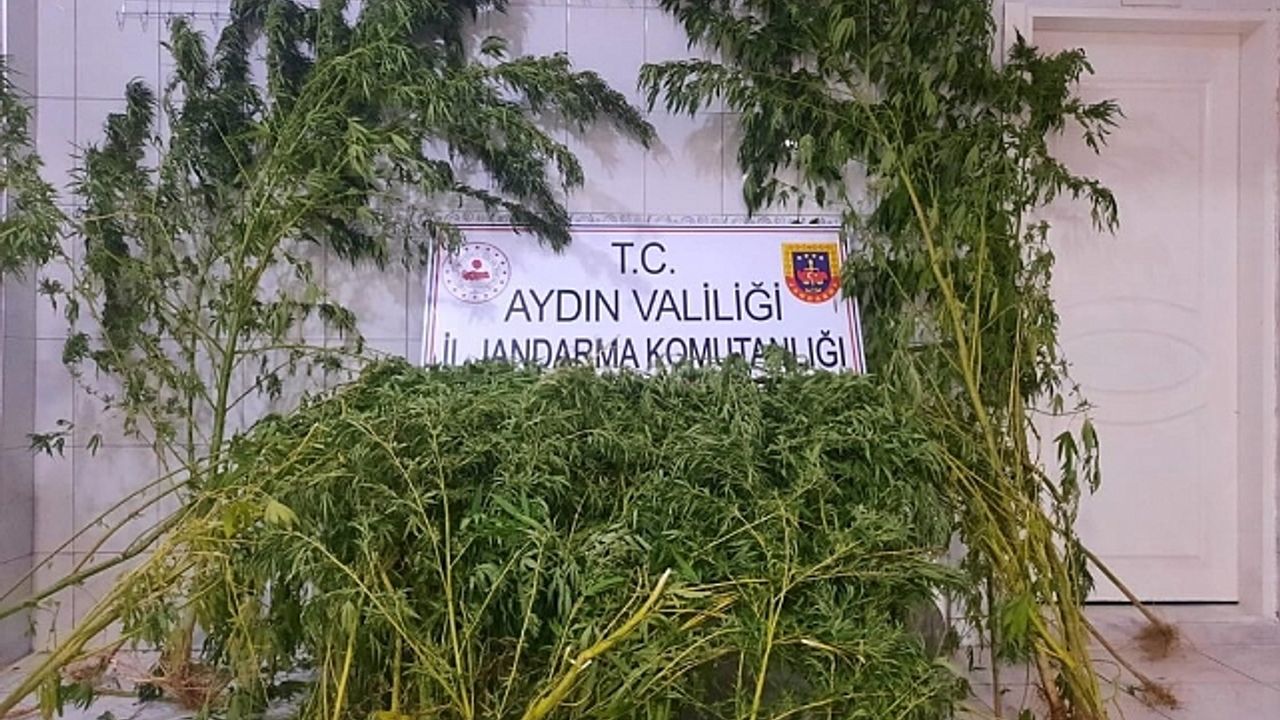 T.C.
AYDIN VALİLİĞİ
İL JANDARMA KOMUTANLIĞI